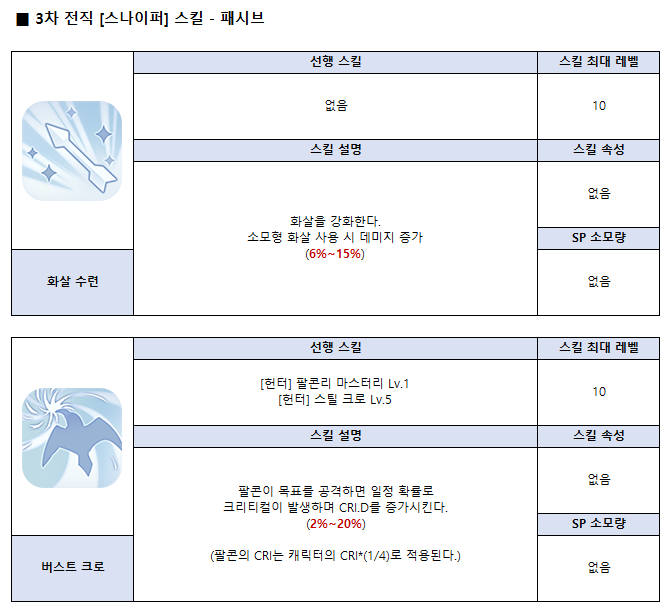 ■ 3차 전직 [스나이퍼] 스킬 - 패시브
선행 스킬
스킬 최대 레벨
없음
10
스킬 설명
스킬 속성
화살을 강화한다.
소모형 화살 사용 시 데미지 증가
(6%~15%)
없음
SP 소모량
화살 수련
없음
선행 스킬
스킬 최대 레벨
[헌터] 팔콘리 마스터리 Lv.1
[헌터] 스틸 크로 Lv.5
10
스킬 설명
스킬 속성
팔콘이 목표를 공격하면 일정 확률로
크리티컬이 발생하며 CRI.D를 증가시킨다.
(2%~20%)
(팔콘의 CRI는 캐릭터의 CRI*(1/4)로 적용된다.)
없음
SP 소모량
버스트 크로
없음